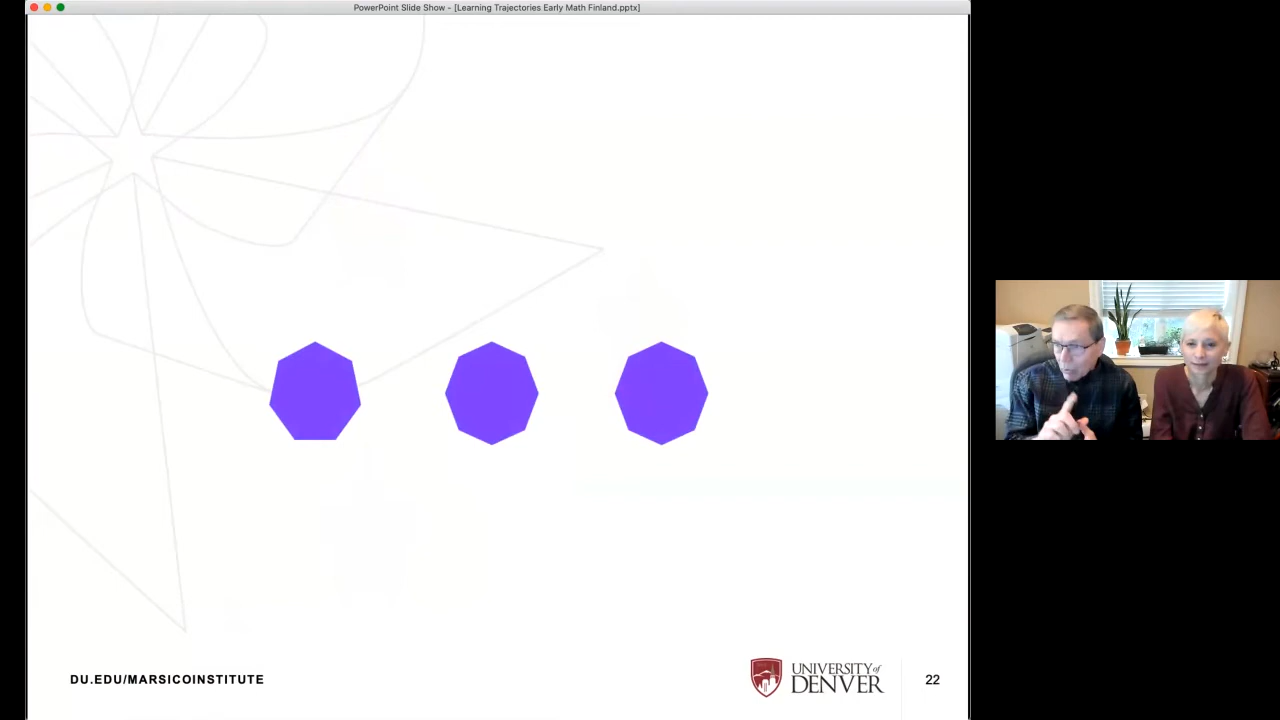 PowerPoint Slide Show - [Learning Trajectories Early Math Finland.pptx]
DU.EDU/MARSICOINSTITUTE
UNIVERSITY of
DENVER
22